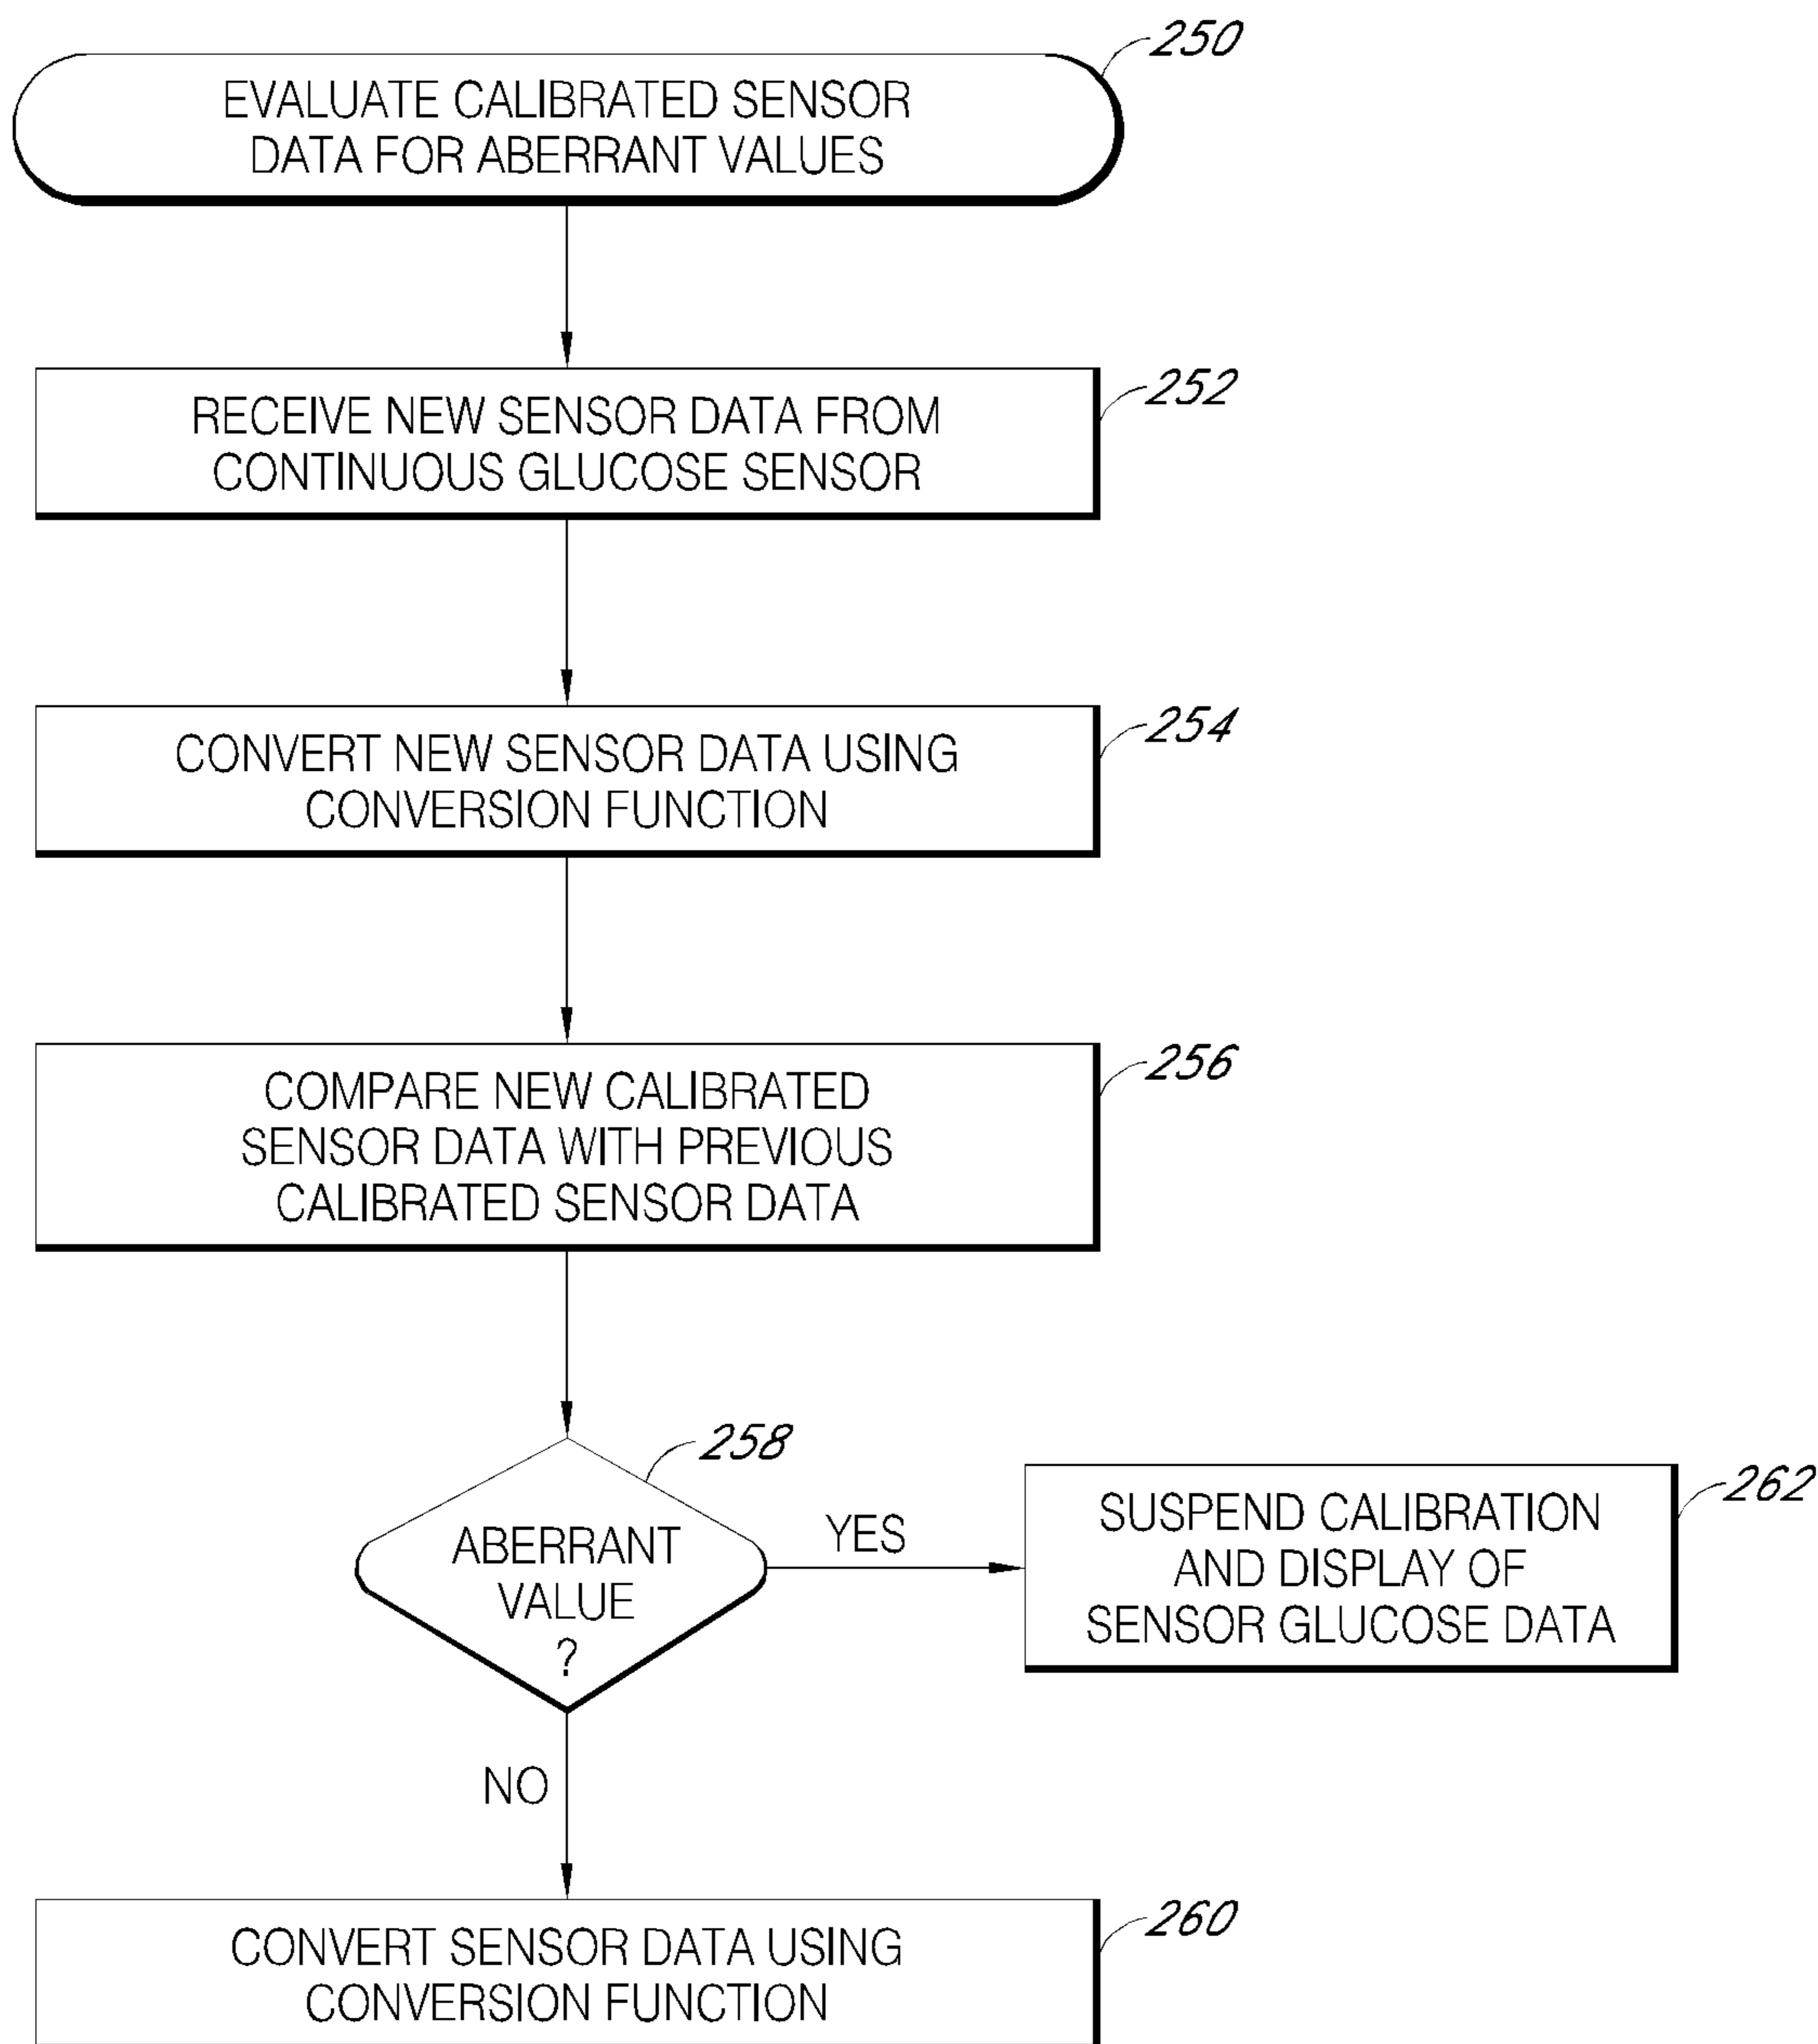 250
EVALUATE CALIBRATED SENSOR
DATA FOR ABERRANT VALUES
252
RECEIVE NEW SENSOR DATA FROM
CONTINUOUS GLUCOSE SENSOR
254
CONVERT NEW SENSOR DATA USING
CONVERSION FUNCTION
256
COMPARE NEW CALIBRATED
SENSOR DATA WITH PREVIOUS
CALIBRATED SENSOR DATA
258
ABERRANT
VALUE
?
YES
262
SUSPEND CALIBRATION
AND DISPLAY OF
SENSOR GLUCOSE DATA
NO
260
CONVERT SENSOR DATA USING
CONVERSION FUNCTION